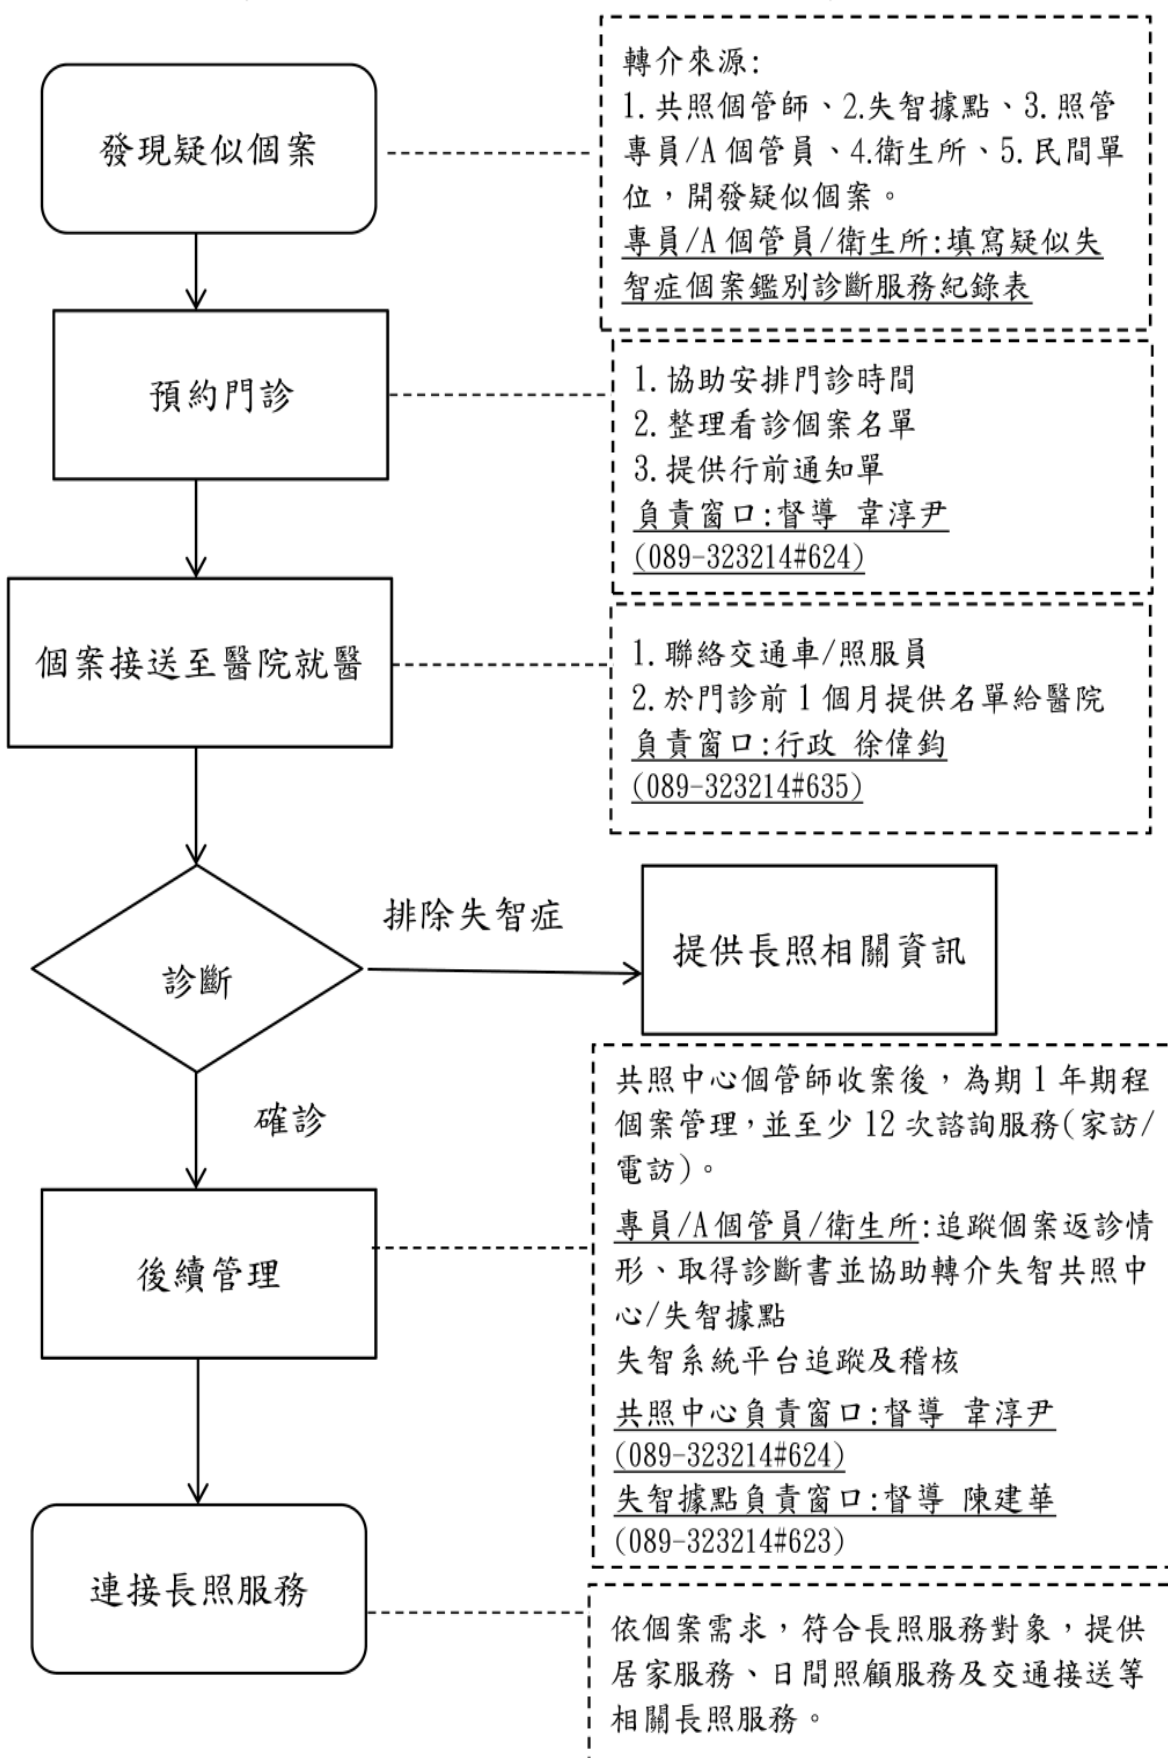 發現疑似個案
轉介來源:
1.共照個管師、2.失智據點、3.照管
專員/A個管員、4.衛生所、5.民間單
位，開發疑似個案。
專員/A個管員/衛生所:填寫疑似失
智症個案鑑別診斷服務紀錄表
預約門診
1.協助安排門診時間
2.整理看診個案名單
3.提供行前通知單
負責窗口:督導 韋淳尹
(089-323214#624)
個案接送至醫院就醫
1.聯絡交通車/照服員
2.於門診前1個月提供名單給醫院
負責窗口:行政 徐偉鈞
(089-323214#635)
診斷
排除失智症
提供長照相關資訊
確診
後續管理
共照中心個管師收案後，為期1年期程
個案管理，並至少12次諮詢服務(家訪/
電訪)。
專員/A個管員/衛生所:追蹤個案返診情
形、取得診斷書並協助轉介失智共照中
心/失智據點
失智系統平台追蹤及稽核
共照中心負責窗口:督導 韋淳尹
(089-323214#624)
失智據點負責窗口:督導 陳建華
(089-323214#623)
連接長照服務
依個案需求，符合長照服務對象，提供
居家服務、日間照顧服務及交通接送等
相關長照服務。